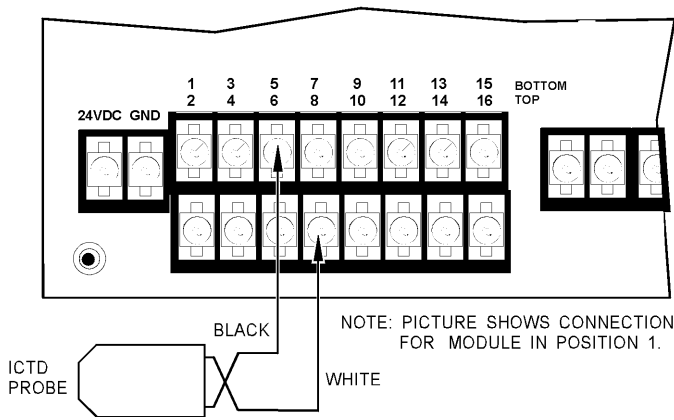 1 3 5 7 9 11 13 15 BOTTOM
2 4 6 8 10 12 14 16 TOP
24VDC GND
BLACK
NOTE: PICTURE SHOWS CONNECTION
FOR MODULE IN POSITION 1.
ICTD
PROBE
WHITE